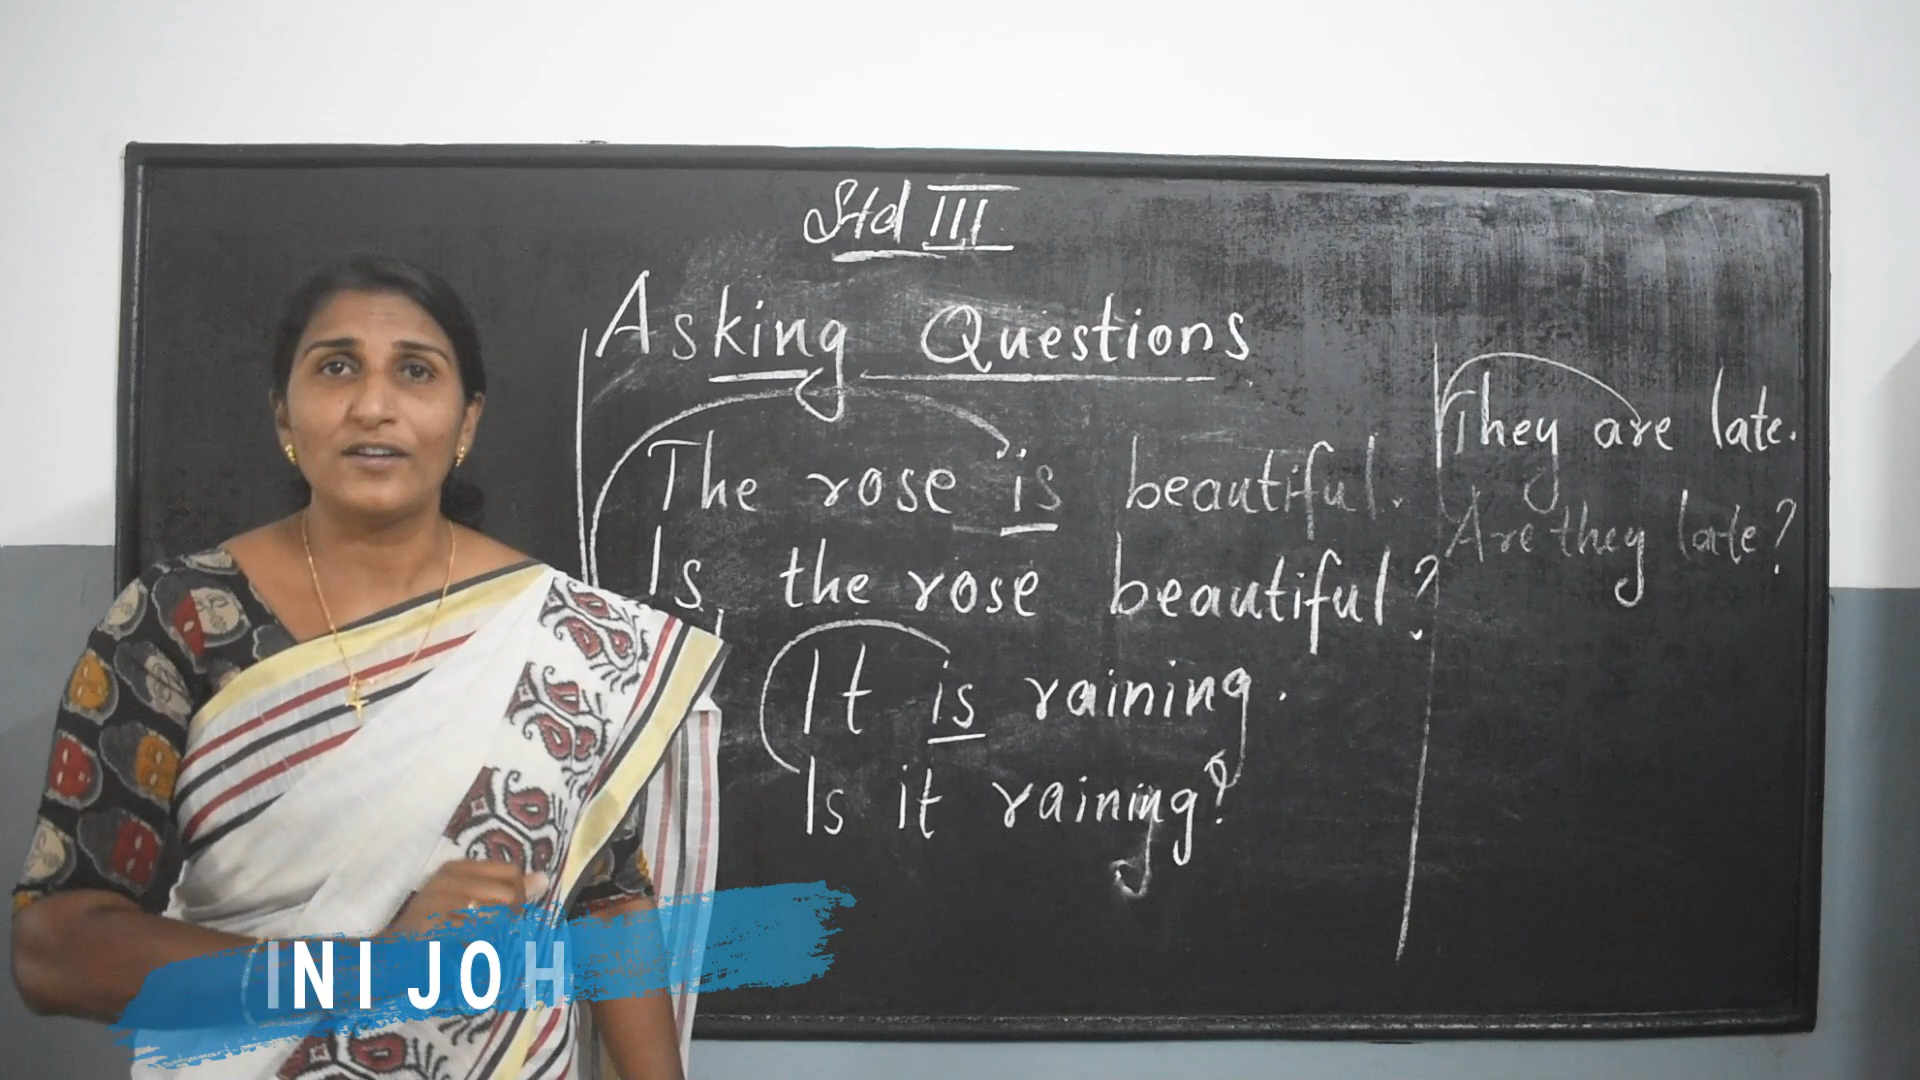 Std III
Asking Questions
The rose is beautiful.
Is the rose beautiful?
It is raining.
Is it raining?
They are late.
Are they late?
INI JOH